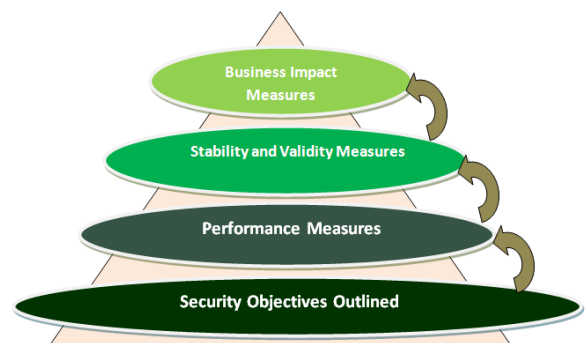 Business Impact
Measures
Stability and Validity Measures
Performance Measures
Security Objectives Outlined